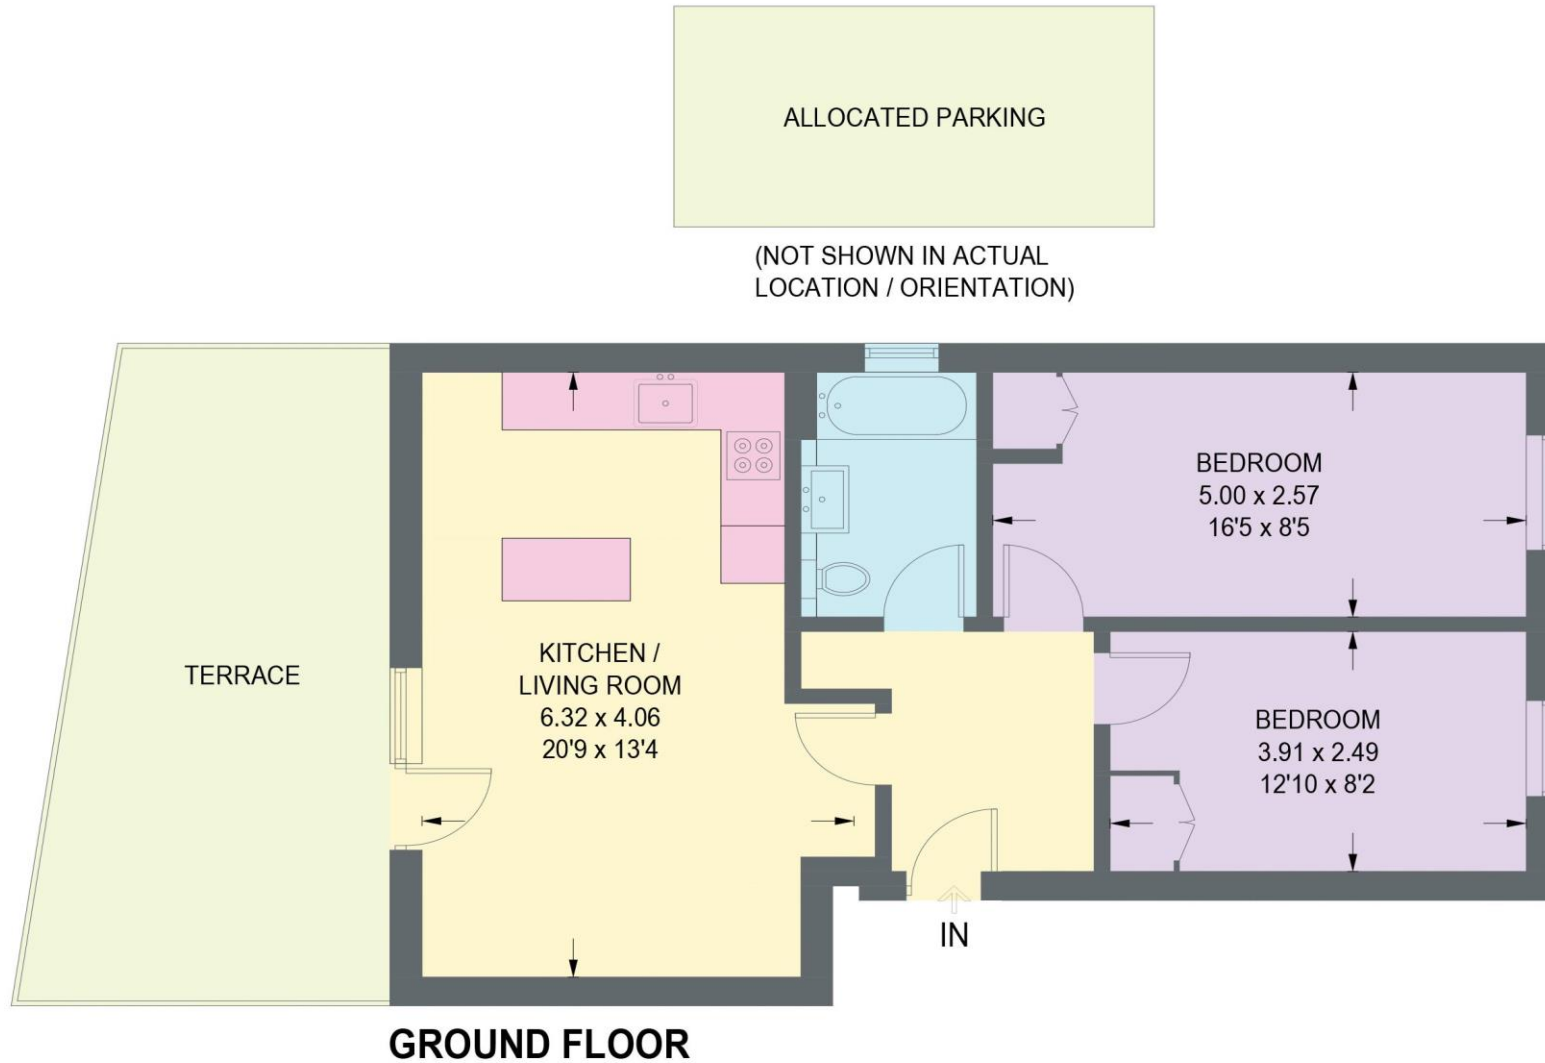 ALLOCATED PARKING
(NOT SHOWN IN ACTUAL
LOCATION / ORIENTATION)
TERRACE
KITCHEN /
LIVING ROOM
6.32 x 4.06
20'9 x 13'4
BEDROOM
5.00 x 2.57
16'5 x 8'5
BEDROOM
3.91 x 2.49
12'10 x 8'2
IN
GROUND FLOOR